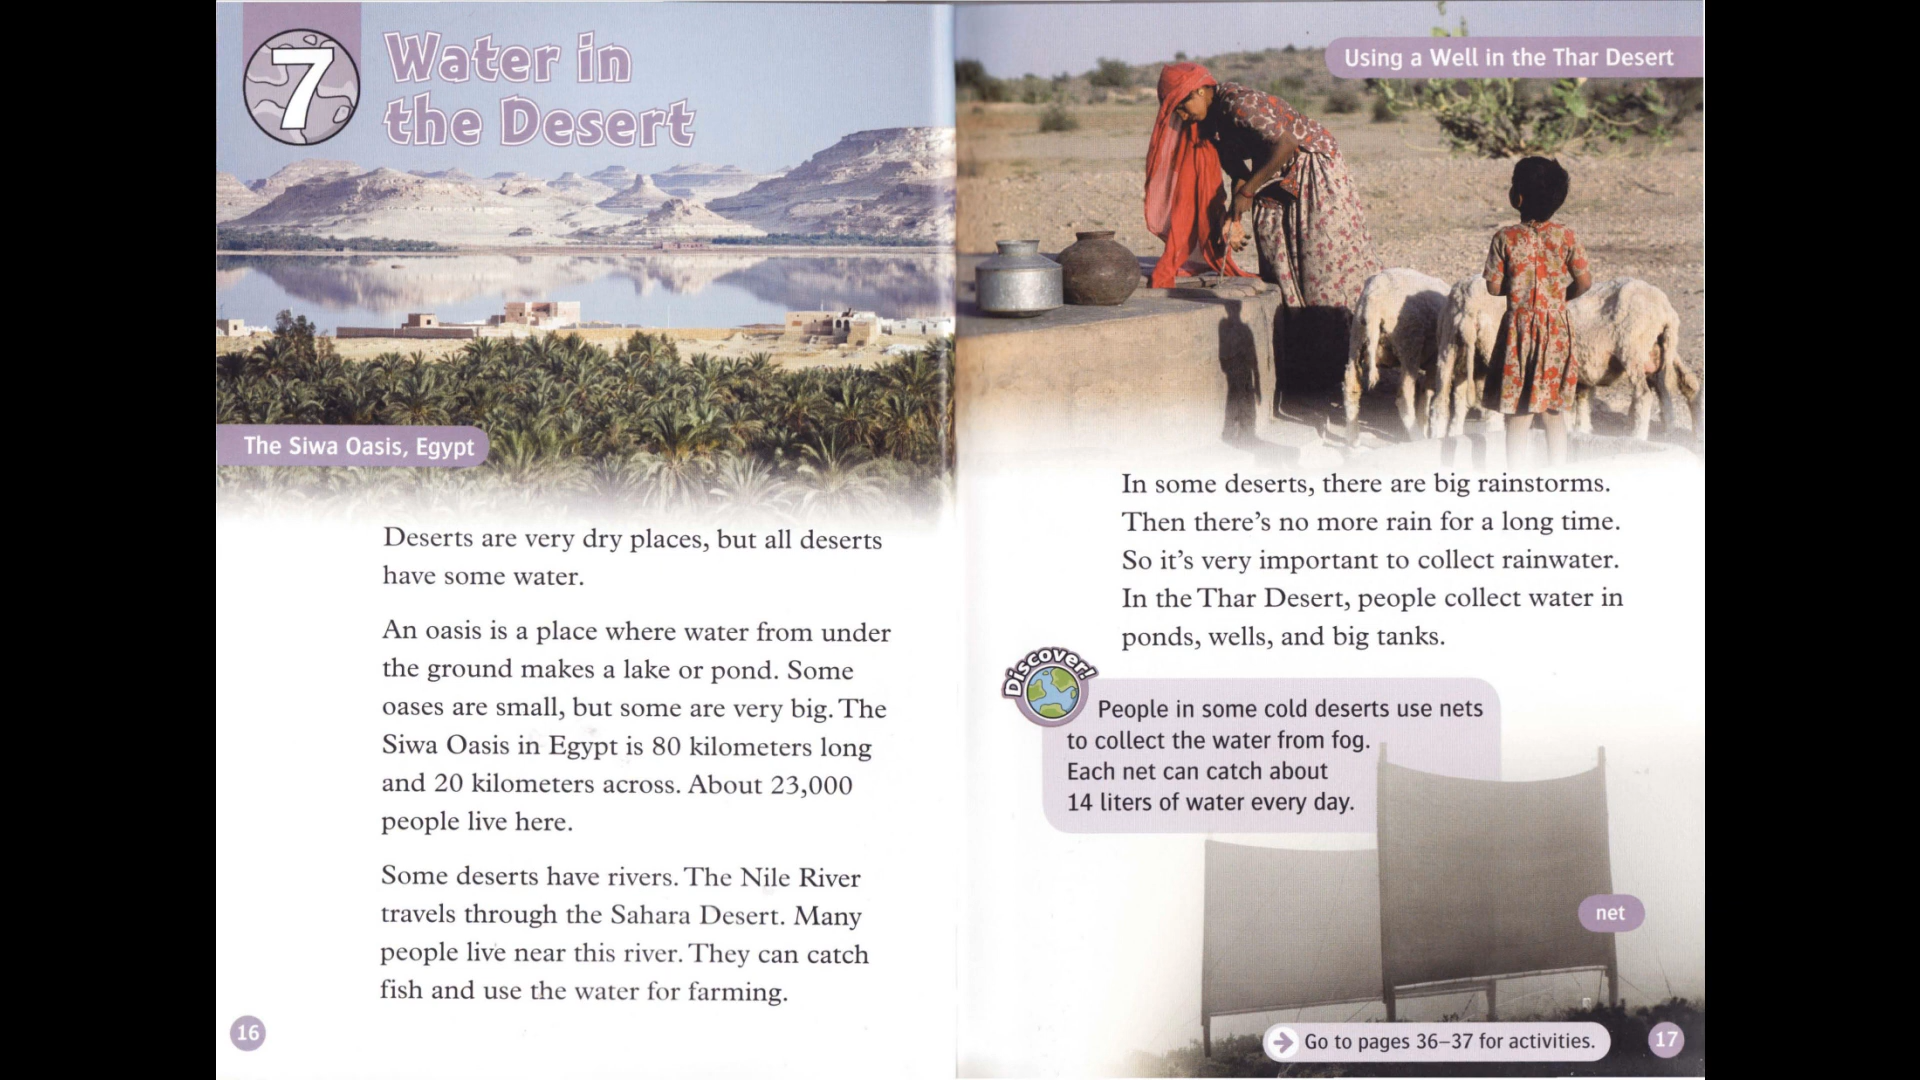 7
Water in
the Desert
The Siwa Oasis, Egypt
Deserts are very dry places, but all deserts
have some water.
An oasis is a place where water from under
the ground makes a lake or pond. Some
oases are small, but some are very big. The
Siwa Oasis in Egypt is 80 kilometers long
and 20 kilometers across. About 23,000
people live here.
Some deserts have rivers. The Nile River
travels through the Sahara Desert. Many
people live near this river. They can catch
fish and use the water for farming.
16
Using a Well in the Thar Desert
In some deserts, there are big rainstorms.
Then there's no more rain for a long time.
So it's very important to collect rainwater.
In the Thar Desert, people collect water in
ponds, wells, and big tanks.
Discover!
People in some cold deserts use nets
to collect the water from fog.
Each net can catch about
14 liters of water every day.
net
Go to pages 36–37 for activities.
17